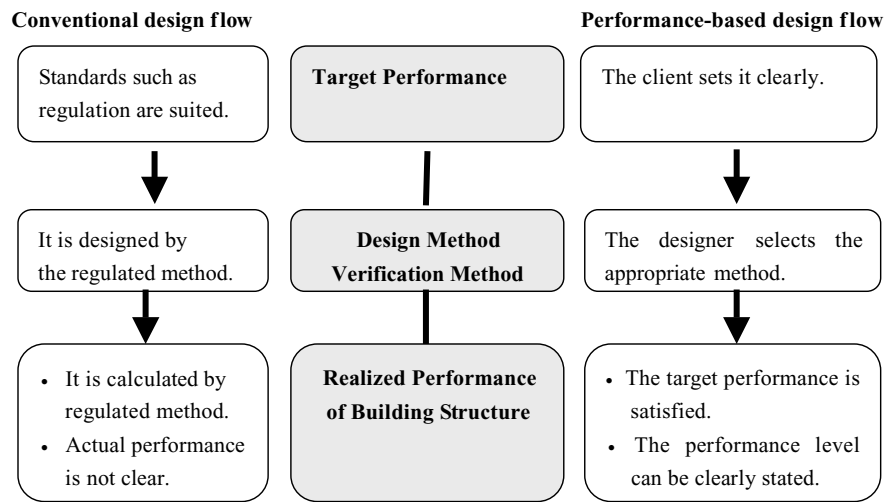 Conventional design flow
Performance-based design flow
Standards such as
regulation are suited.
Target Performance
The client sets it clearly.
It is designed by
the regulated method.
Design Method
Verification Method
The designer selects the
appropriate method.
• It is calculated by
regulated method.
• Actual performance
is not clear.
Realized Performance
of Building Structure
• The target performance is
satisfied.
• The performance level
can be clearly stated.